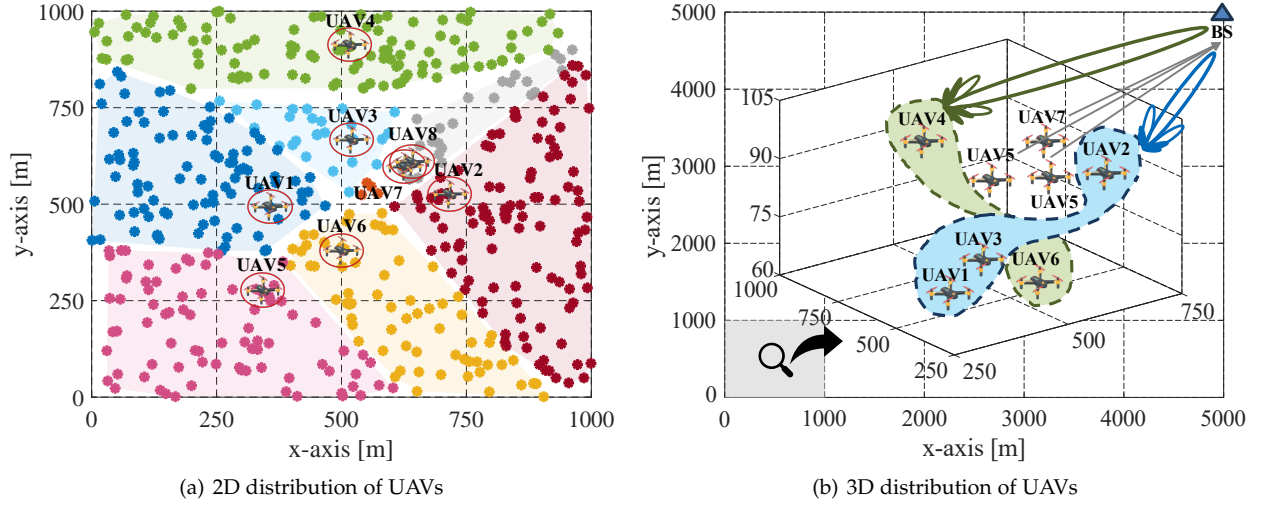 1000
750
500
250
0
0
250
500
750
1000
y-axis [m]
x-axis [m]
UAV4
UAV3
UAV8
UAV2
UAV1
UAV7
UAV6
UAV5
(a) 2D distribution of UAVs
5000
4000
3000
2000
1000
0
0
1000
2000
3000
4000
5000
y-axis [m]
x-axis [m]
BS
105
90
75
60
1000
750
500
250
250
500
750
UAV4
UAV7
UAV2
UAV5
UAV5
UAV3
UAV1
UAV6
(b) 3D distribution of UAVs